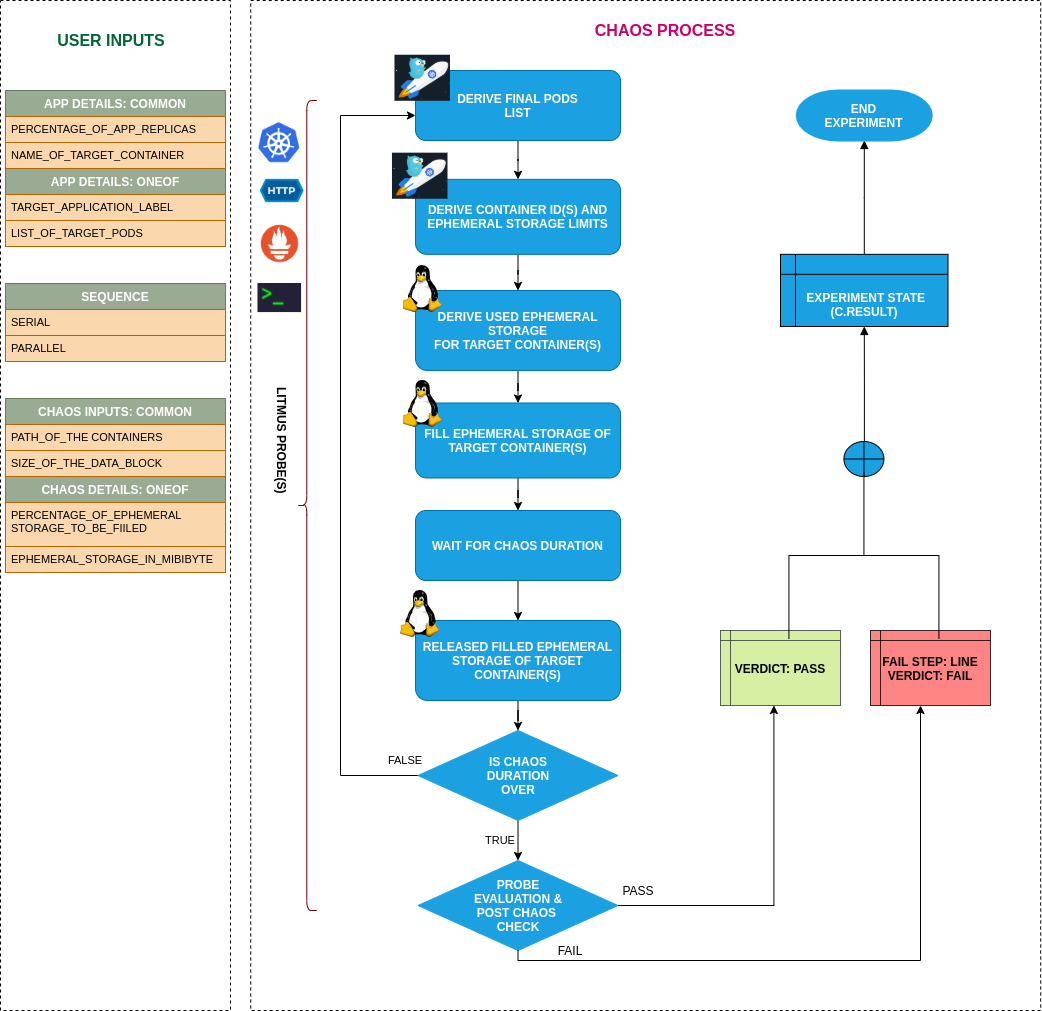 USER INPUTS
APP DETAILS: COMMON
PERCENTAGE_OF_APP_REPLICAS
NAME_OF_TARGET_CONTAINER
APP DETAILS: ONEOF
TARGET_APPLICATION_LABEL
LIST_OF_TARGET_PODS
SEQUENCE
SERIAL
PARALLEL
CHAOS INPUTS: COMMON
PATH_OF_THE CONTAINERS
SIZE_OF_THE_DATA_BLOCK
CHAOS DETAILS: ONEOF
PERCENTAGE_OF_EPHEMERAL
STORAGE_TO_BE_FIILED
EPHEMERAL_STORAGE_IN_MIBIBYTE
CHAOS PROCESS
HTTP
>_
LITMUS PROBE(S)
DERIVE FINAL PODS
LIST
DERIVE CONTAINER ID(S) AND
EPHEMERAL STORAGE LIMITS
DERIVE USED EPHEMERAL
STORAGE
FOR TARGET CONTAINER(S)
FILL EPHEMERAL STORAGE OF
TARGET CONTAINER(S)
WAIT FOR CHAOS DURATION
RELEASED FILLED EPHEMERAL
STORAGE OF TARGET
CONTAINER(S)
IS CHAOS
DURATION
OVER
FALSE
TRUE
PROBE
EVALUATION &
POST CHAOS
CHECK
PASS
FAIL
VERDICT: PASS
FAIL STEP: LINE
VERDICT: FAIL
EXPERIMENT STATE
(C.RESULT)
END
EXPERIMENT